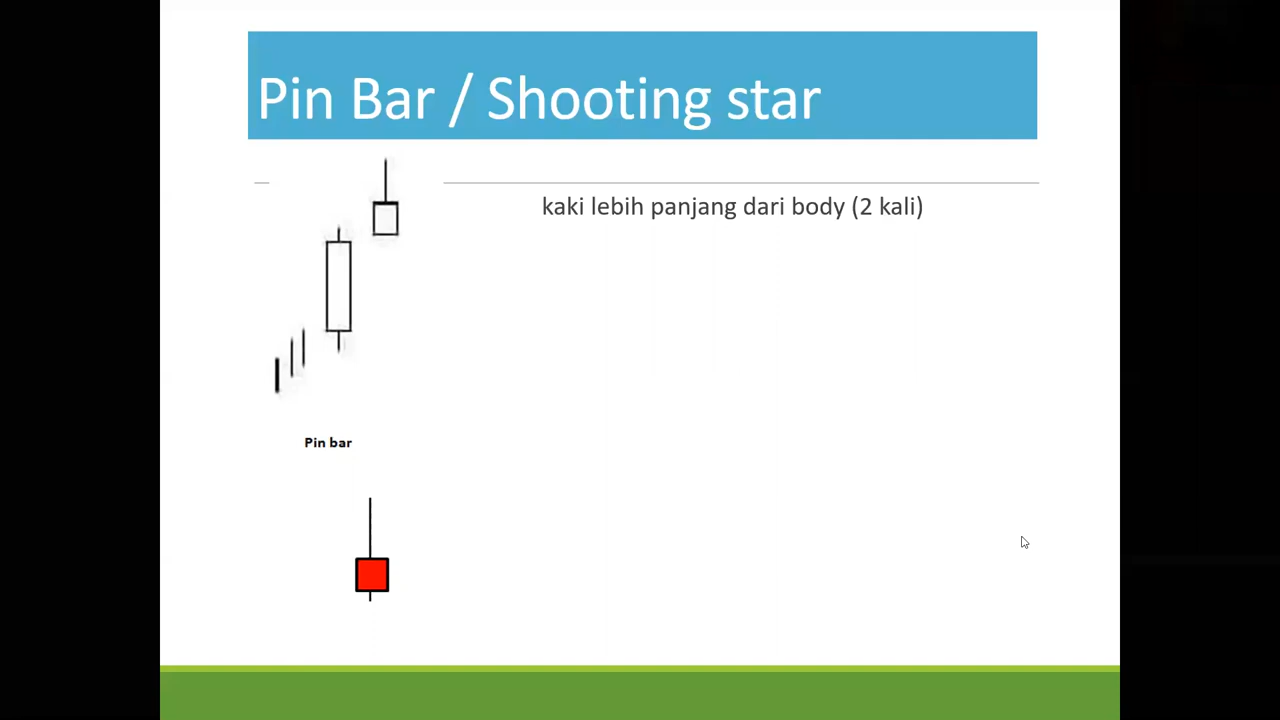 Pin Bar / Shooting star
kaki lebih panjang dari body (2 kali)
Pin bar